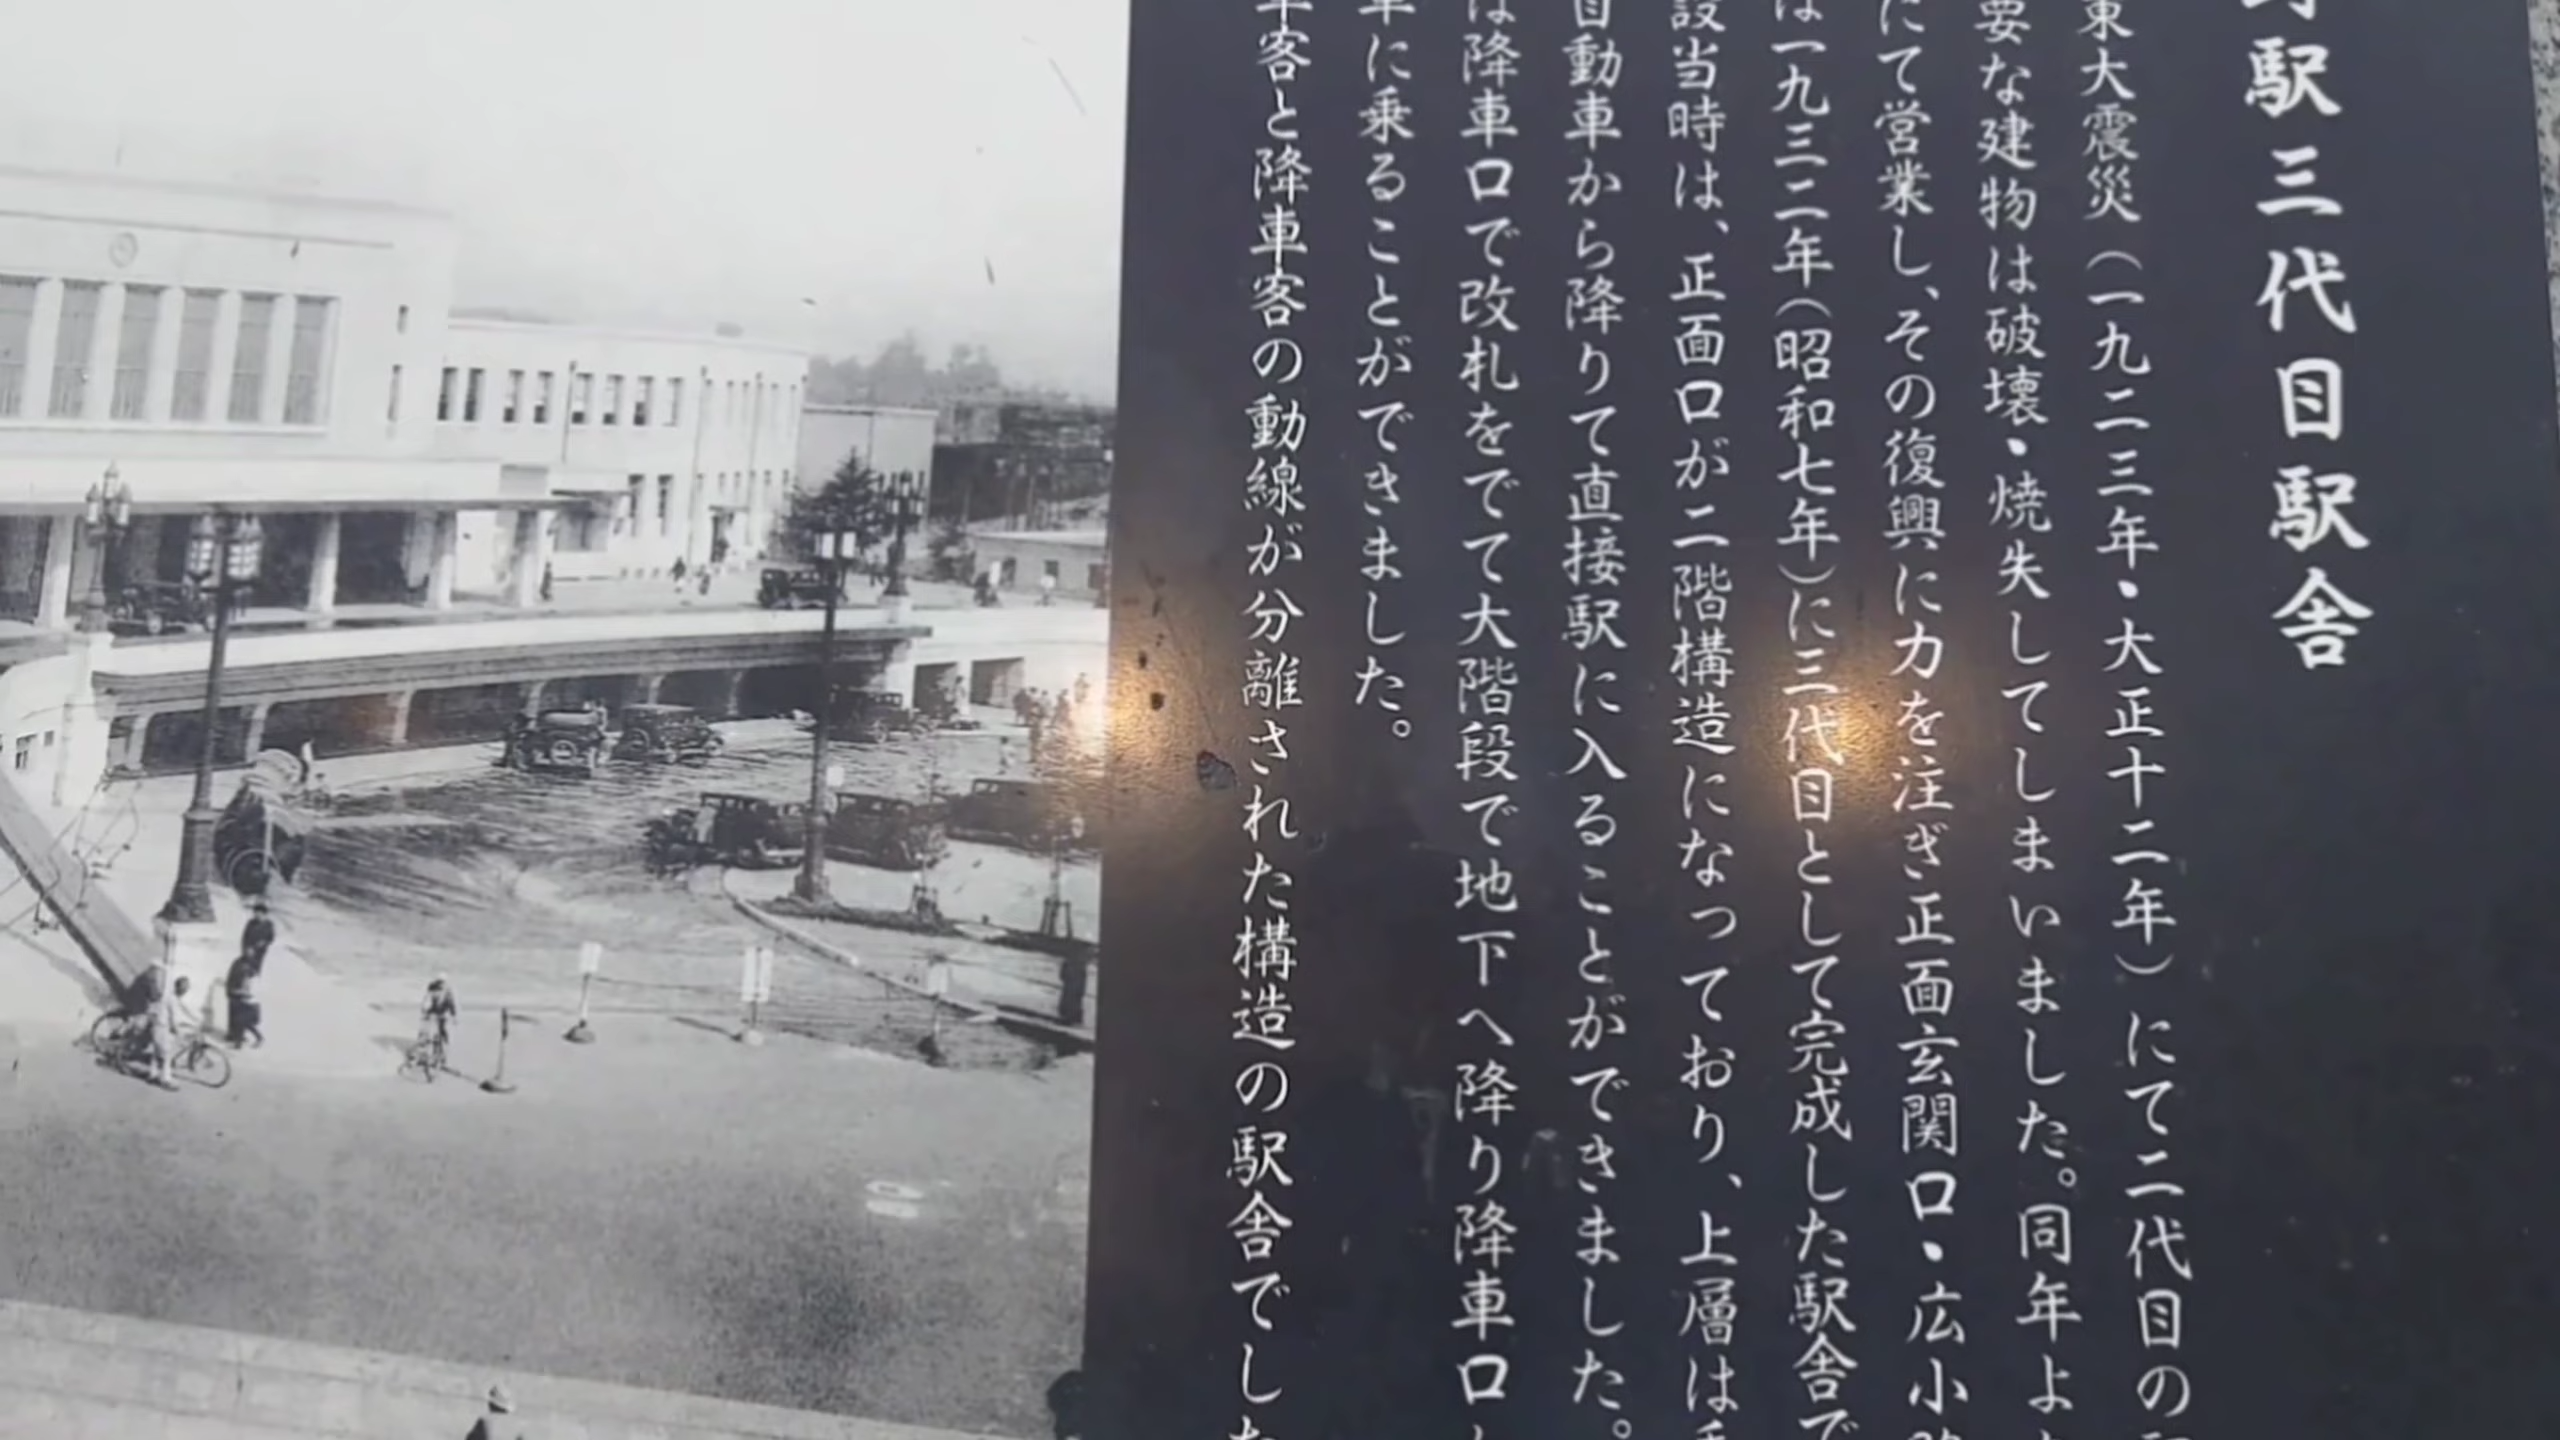 駅三代目駅舎
東大震災（一九二三年・大正十二年）にて二代目の
要な建物は破壊・焼失してしまいました。同年よ
にて営業し、その復興に力を注ぎ正面玄関口・広小
は一九三二年（昭和七年）に三代目として完成した駅舎で
設当時は、正面口が二階構造になっており、上層は
自動車から降りて直接駅に入ることができました。
は降車口で改札をでて大階段で地下へ降り降車口
車に乗ることができました。
車客と降車客の動線が分離された構造の駅舎でした